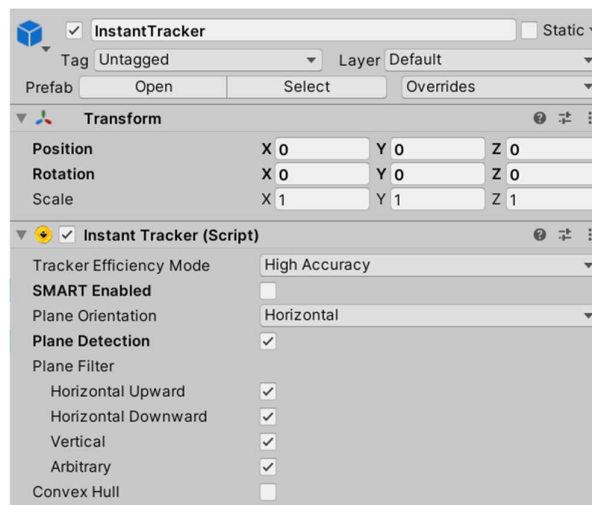 InstantTracker Static
Tag Untagged Layer Default
Prefab Open Select Overrides
Transform
Position X 0 Y 0 Z 0
Rotation X 0 Y 0 Z 0
Scale X 1 Y 1 Z 1
Instant Tracker (Script)
Tracker Efficiency Mode High Accuracy
SMART Enabled
Plane Orientation Horizontal
Plane Detection
Plane Filter
Horizontal Upward
Horizontal Downward
Vertical
Arbitrary
Convex Hull